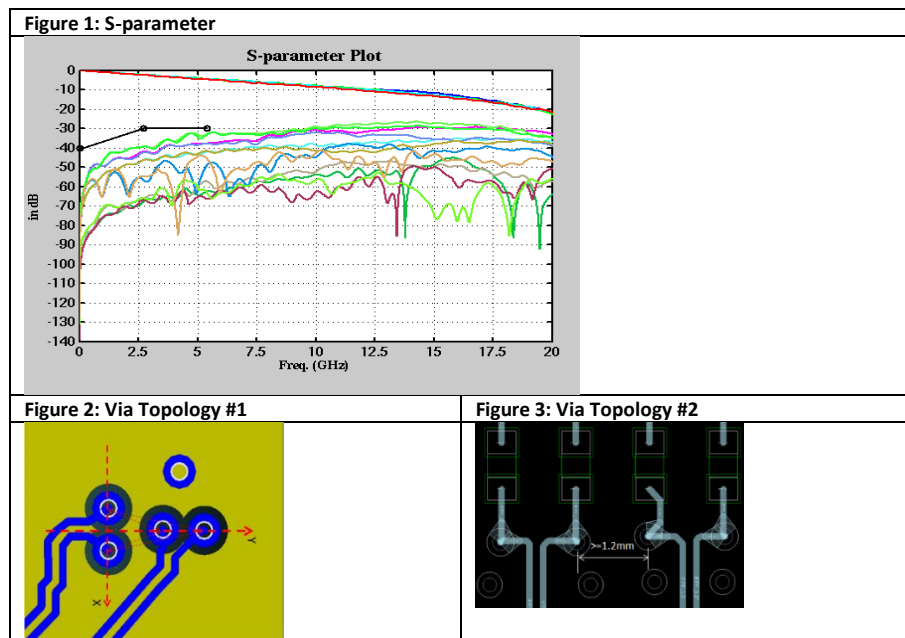 Figure 1: S-parameter
S-parameter Plot
0
-10
-20
-30
-40
-50
-60
-70
-80
-90
-100
-110
-120
-130
-140
in dB
0 2.5 5 7.5 10 12.5 15 17.5 20
Freq. (GHz)
Figure 2: Via Topology #1
Figure 3: Via Topology #2
Y
X
>=1.2mm